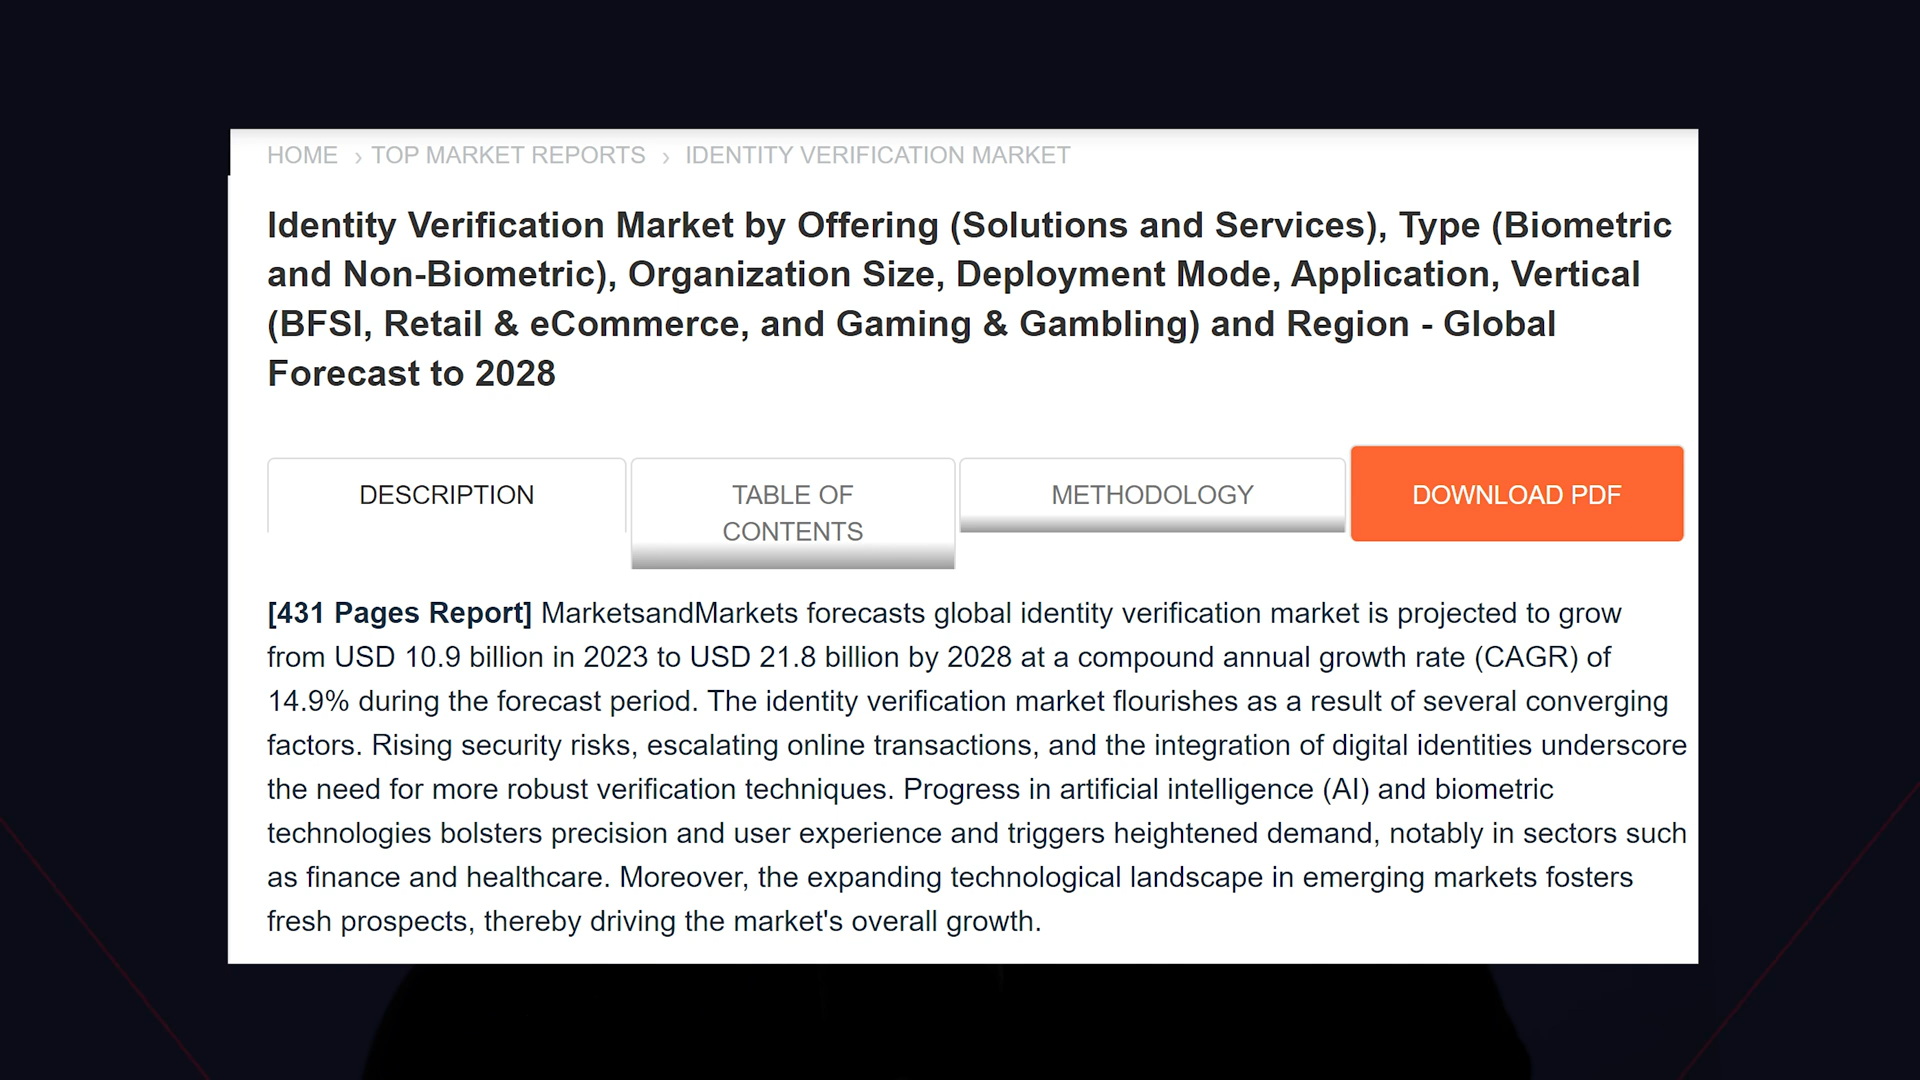 HOME › TOP MARKET REPORTS › IDENTITY VERIFICATION MARKET
Identity Verification Market by Offering (Solutions and Services), Type (Biometric
and Non-Biometric), Organization Size, Deployment Mode, Application, Vertical
(BFSI, Retail & eCommerce, and Gaming & Gambling) and Region - Global
Forecast to 2028
DESCRIPTION
TABLE OF
CONTENTS
METHODOLOGY
DOWNLOAD PDF
[431 Pages Report] MarketsandMarkets forecasts global identity verification market is projected to grow
from USD 10.9 billion in 2023 to USD 21.8 billion by 2028 at a compound annual growth rate (CAGR) of
14.9% during the forecast period. The identity verification market flourishes as a result of several converging
factors. Rising security risks, escalating online transactions, and the integration of digital identities underscore
the need for more robust verification techniques. Progress in artificial intelligence (AI) and biometric
technologies bolsters precision and user experience and triggers heightened demand, notably in sectors such
as finance and healthcare. Moreover, the expanding technological landscape in emerging markets fosters
fresh prospects, thereby driving the market's overall growth.